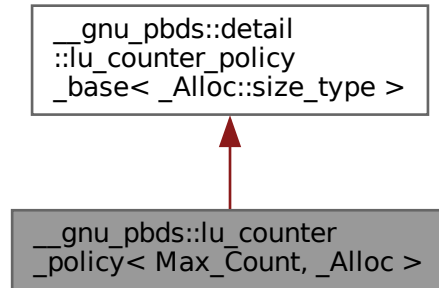 __gnu_pbds::detail
::lu_counter_policy
_base< _Alloc::size_type >
__gnu_pbds::lu_counter
_policy< Max_Count, _Alloc >